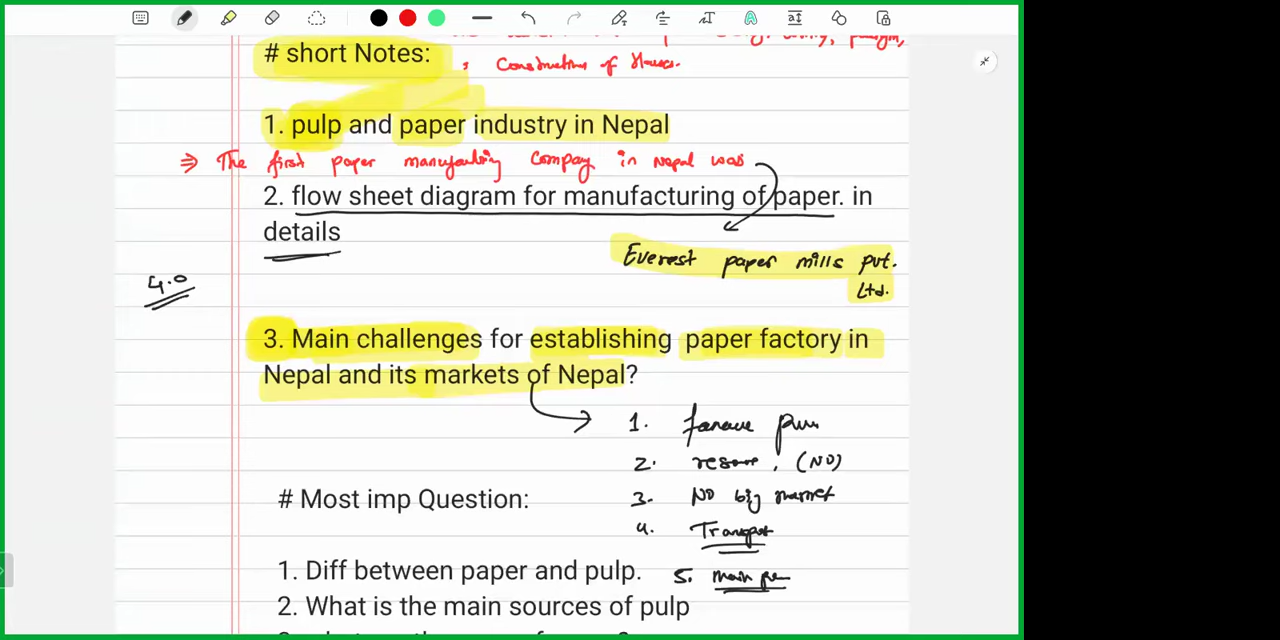 # short Notes:
, Construction of Houses.
1. pulp and paper industry in Nepal
⇒ The first paper company in Nepal was
2. flow sheet diagram for manufacturing of paper. in
details
Everest paper mills pvt.
Ltd.
4.0
3. Main challenges for establishing paper factory in
Nepal and its markets of Nepal?
1.
2. (NO)
3. NO big market
# Most imp Question:
4. Transport
1. Diff between paper and pulp.
5. main
2. What is the main sources of pulp